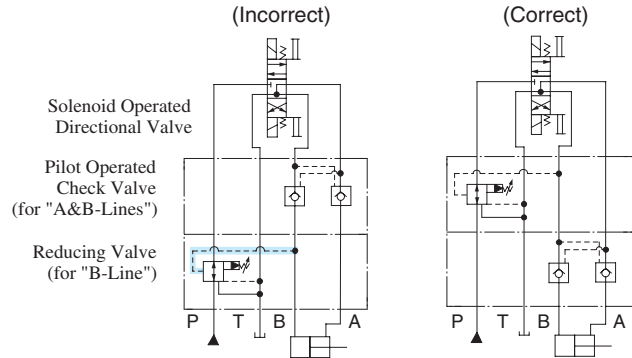 (Incorrect)
(Correct)
Solenoid Operated
Directional Valve
Pilot Operated
Check Valve
(for "A&B-Lines")
Reducing Valve
(for "B-Line")
P T B A
P T B A